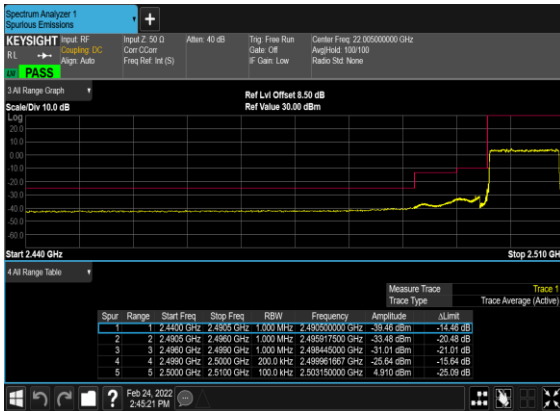 Spectrum Analyzer 1
Spurious Emissions
KEYSIGHT
RL
Input: RF
Coupling: DC
Align: Auto
Input Z: 50 Ω
Corr CCorr
Freq Ref: Int (S)
Atten: 40 dB
Trig: Free Run
Gate: Off
IF Gain: Low
Center Freq: 22.005000000 GHz
Avg|Hold: 100/100
Radio Std: None
PASS
3 All Range Graph
Scale/Div 10.0 dB
Ref Lvl Offset 8.50 dB
Ref Value 30.00 dBm
Log
20.0
10.0
0.00
-10.0
-20.0
-30.0
-40.0
-50.0
-60.0
Start 2.440 GHz
Stop 2.510 GH
4 All Range Table
Measure Trace Trace 1
Trace Type Trace Average (Active)
Spur Range Start Freq Stop Freq RBW Frequency Amplitude ΔLimit
1 1 2.4400 GHz 2.4905 GHz 1.000 MHz 2.490500000 GHz -39.46 dBm -14.46 dB
2 2 2.4905 GHz 2.4960 GHz 1.000 MHz 2.495917500 GHz -33.48 dBm -20.48 dB
3 3 2.4960 GHz 2.4990 GHz 1.000 MHz 2.498445000 GHz -31.01 dBm -21.01 dB
4 4 2.4990 GHz 2.5000 GHz 200.0 kHz 2.499961667 GHz -25.64 dBm -15.64 dB
5 5 2.5000 GHz 2.5100 GHz 100.0 kHz 2.503150000 GHz 4.910 dBm -25.09 dB
Feb 24, 2022
2:45:21 PM